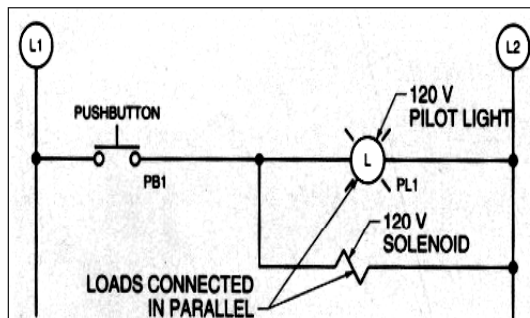 L1
L2
120 V
PILOT LIGHT
PUSHBUTTON
L
PB1
PL1
120 V
SOLENOID
LOADS CONNECTED
IN PARALLEL